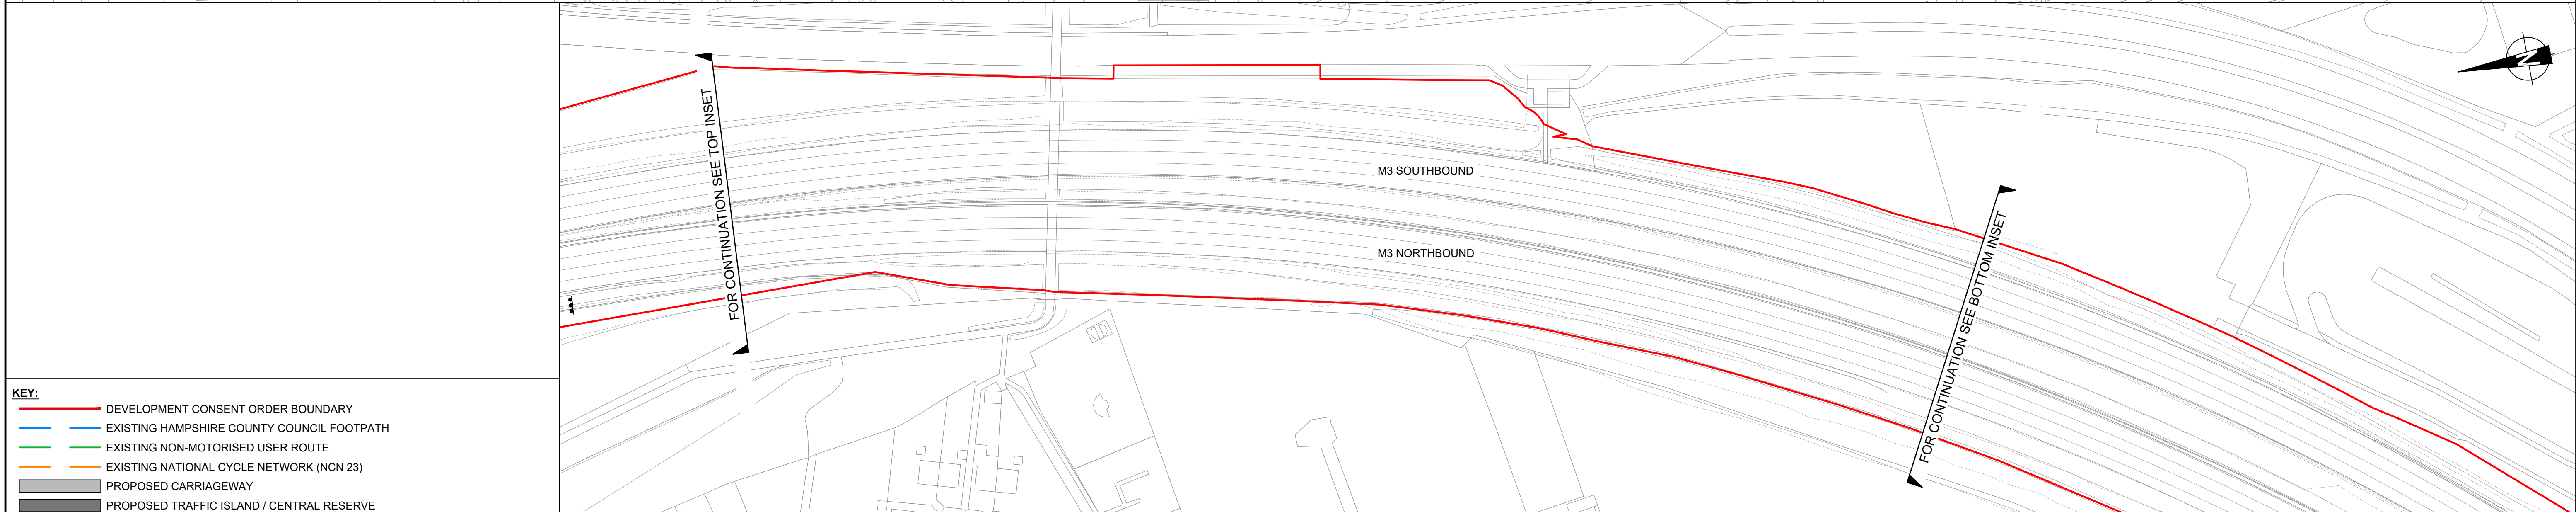 N
FOR CONTINUATION SEE TOP INSET
M3 SOUTHBOUND
M3 NORTHBOUND
FOR CONTINUATION SEE BOTTOM INSET
KEY:
DEVELOPMENT CONSENT ORDER BOUNDARY
EXISTING HAMPSHIRE COUNTY COUNCIL FOOTPATH
EXISTING NON-MOTORISED USER ROUTE
EXISTING NATIONAL CYCLE NETWORK (NCN 23)
PROPOSED CARRIAGEWAY
PROPOSED TRAFFIC ISLAND / CENTRAL RESERVE